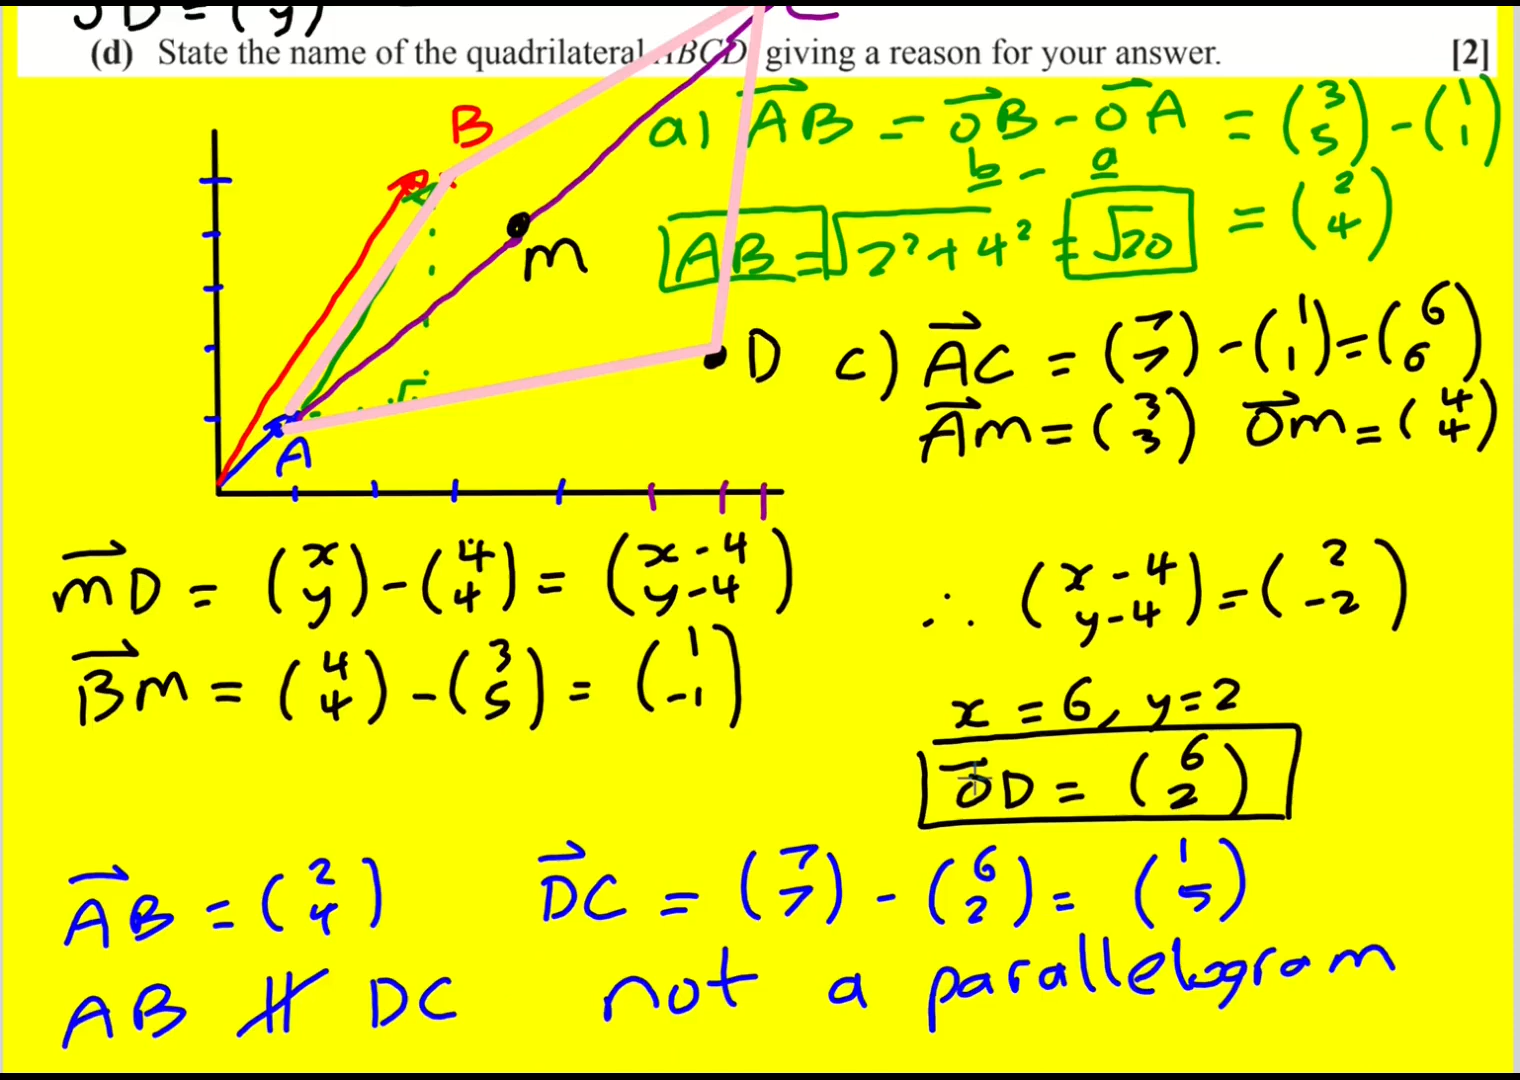 OD = (y)
(d) State the name of the quadrilateral ABCD, giving a reason for your answer. [2]
C
B
M
D
A
a) AB = OB - OA = (3 5) - (1 1)
b - a
AB = √2² + 4² = √20 = (2 4)
c) AC = (7 7) - (1 1) = (6 6)
AM = (3 3) OM = (4 4)
MD = (x y) - (4 4) = (x-4 y-4)
∴ (x-4 y-4) = (2 -2)
BM = (4 4) - (3 5) = (1 -1)
x = 6, y = 2
OD = (6 2)
AB = (2 4) DC = (7 7) - (6 2) = (1 5)
AB ∦ DC not a parallelogram